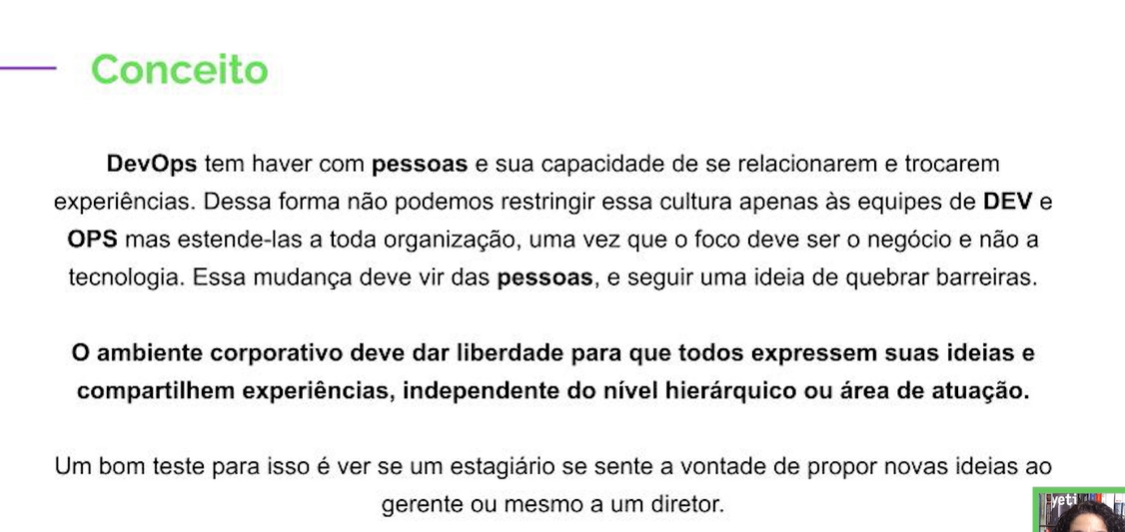 Conceito
DevOps tem haver com pessoas e sua capacidade de se relacionarem e trocarem
experiências. Dessa forma não podemos restringir essa cultura apenas às equipes de DEV e
OPS mas estende-las a toda organização, uma vez que o foco deve ser o negócio e não a
tecnologia. Essa mudança deve vir das pessoas, e seguir uma ideia de quebrar barreiras.
O ambiente corporativo deve dar liberdade para que todos expressem suas ideias e
compartilhem experiências, independente do nível hierárquico ou área de atuação.
Um bom teste para isso é ver se um estagiário se sente a vontade de propor novas ideias ao
gerente ou mesmo a um diretor.
yeti